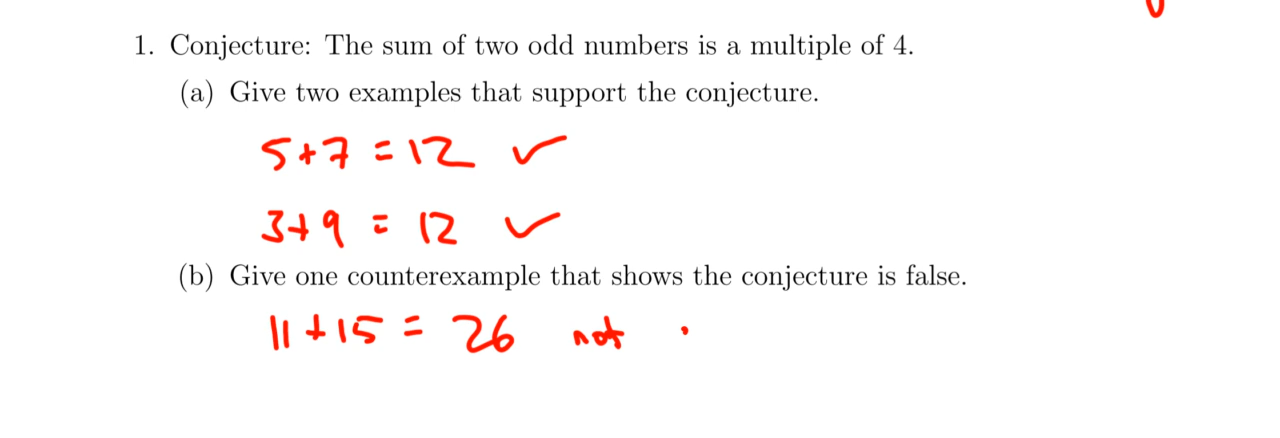 1. Conjecture: The sum of two odd numbers is a multiple of 4.
(a) Give two examples that support the conjecture.
5+7 = 12 ✓
3+9 = 12 ✓
(b) Give one counterexample that shows the conjecture is false.
11+15 = 26 not